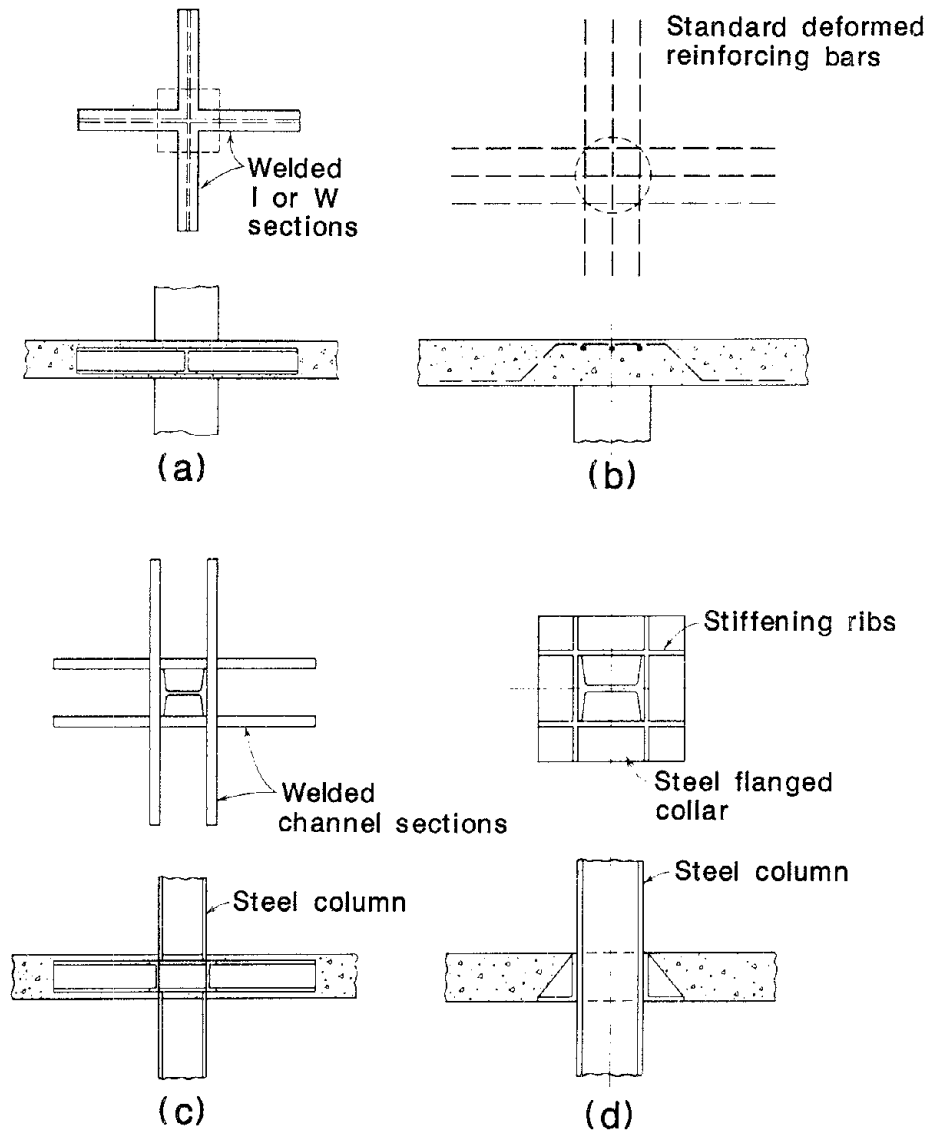 Standard deformed
reinforcing bars
Welded
I or W
sections
(a)
(b)
Stiffening ribs
Steel flanged
collar
Welded
channel sections
Steel column
Steel column
(c)
(d)